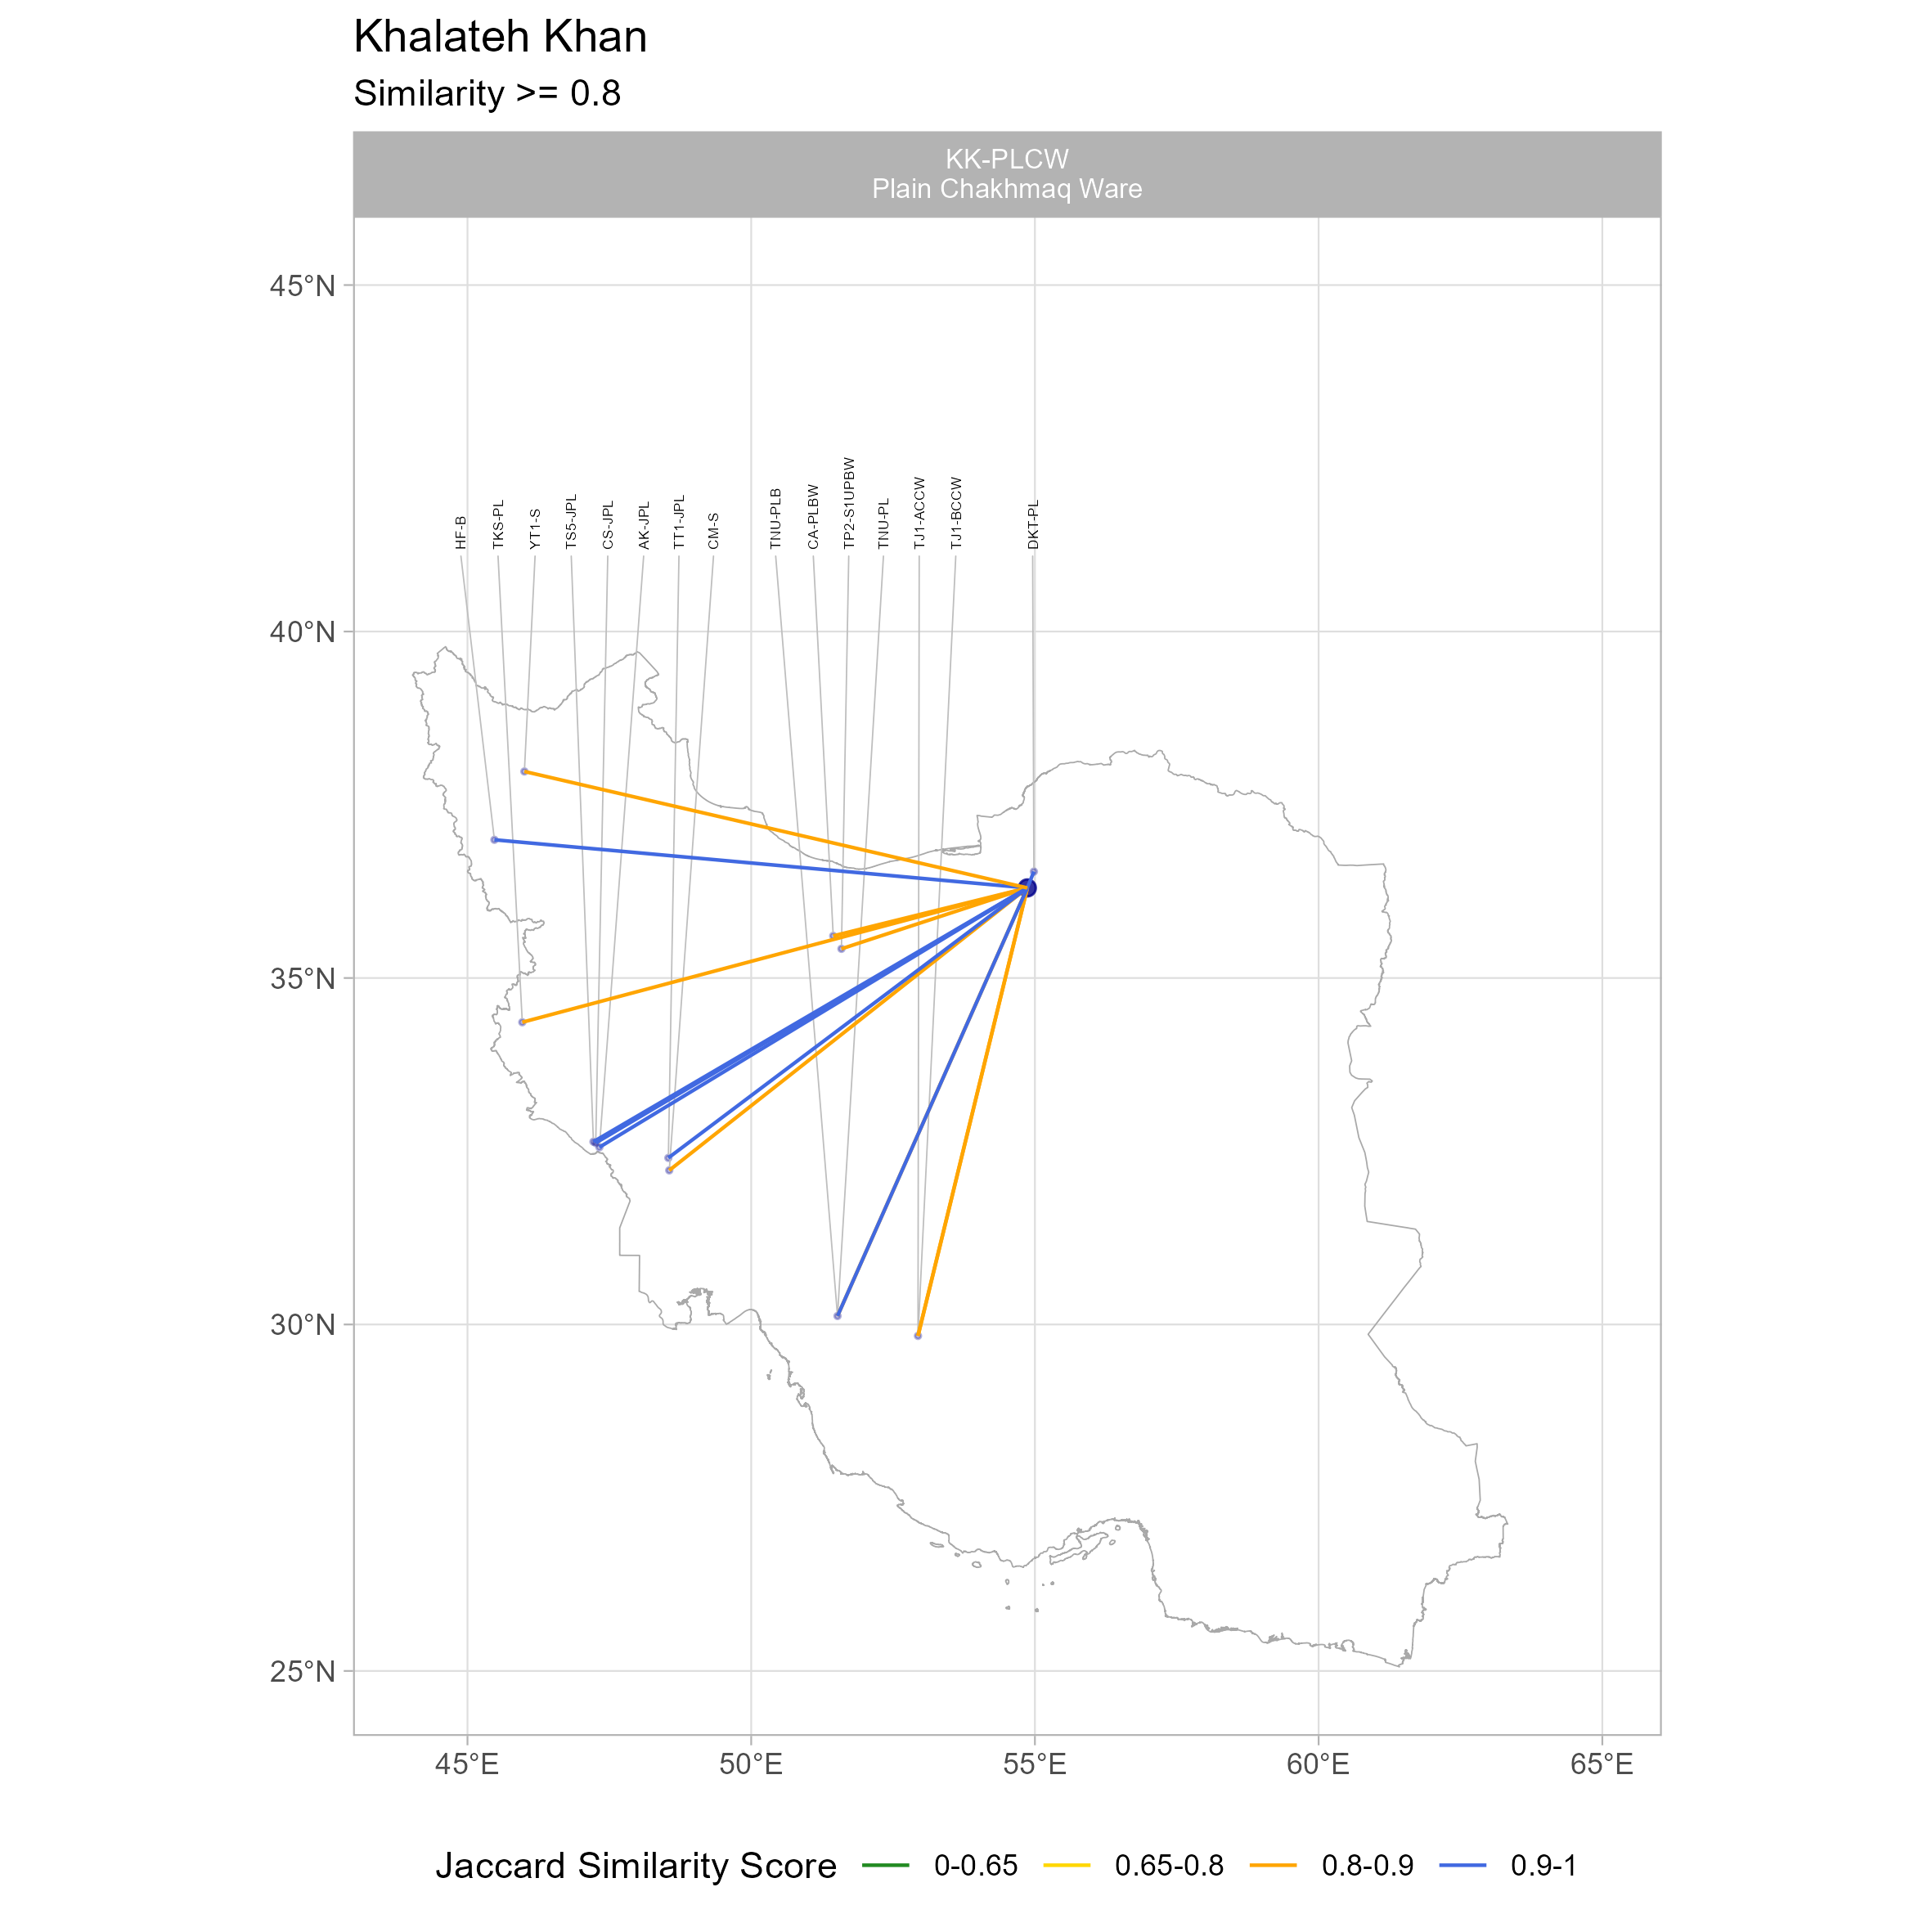 Khalateh Khan
Similarity >= 0.8
KK-PLCW
Plain Chakhmaq Ware
45°N
40°N
35°N
30°N
25°N
HF-B
TKS-PL
YT1-S
TS5-JPL
CS-JPL
AK-JPL
TT1-JPL
CM-S
TNU-PLB
CA-PLBW
TP2-S1UPBW
TNU-PL
TJ1-ACCW
TJ1-BCCW
DKT-PL
45°E 50°E 55°E 60°E 65°E
Jaccard Similarity Score 0-0.65 0.65-0.8 0.8-0.9 0.9-1